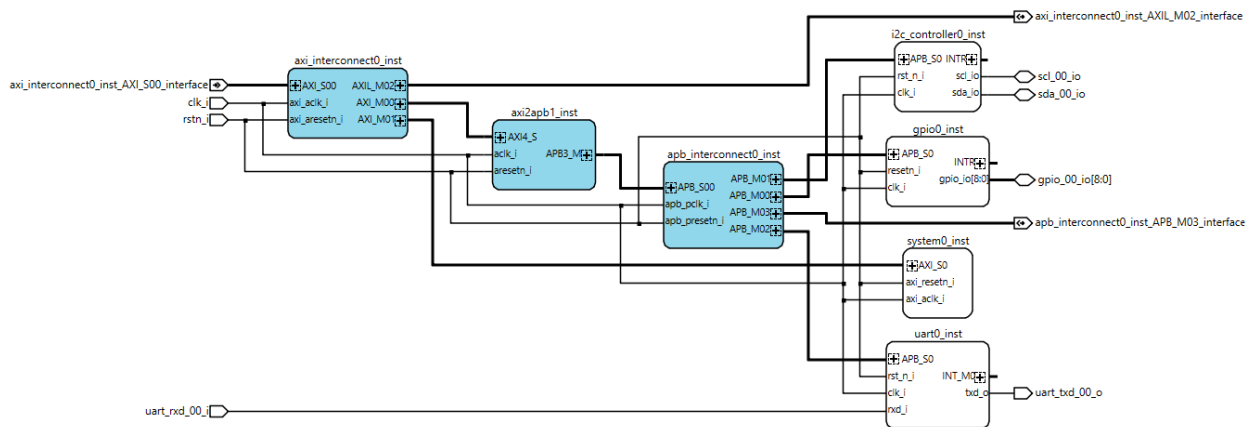 axi_interconnect0_inst_AXI_S00_interface
clk_i
rstn_i
uart_rxd_00_i
axi_interconnect0_inst
AXI_S00
axi_aclk_i
axi_aresetn_i
AXIL_M02
AXI_M00
AXI_M01
axi2apb1_inst
AXI4_S
aclk_i
aresetn_i
APB3_M
apb_interconnect0_inst
APB_S00
apb_pclk_i
apb_presetn_i
APB_M01
APB_M00
APB_M03
APB_M02
i2c_controller0_inst
APB_S0
rst_n_i
clk_i
INTR
scl_io
sda_io
gpio0_inst
APB_S0
resetn_i
clk_i
INTR
gpio_io[8:0]
system0_inst
AXI_S0
axi_resetn_i
axi_aclk_i
uart0_inst
APB_S0
rst_n_i
clk_i
rxd_i
INT_M0
txd_o
axi_interconnect0_inst_AXIL_M02_interface
scl_00_io
sda_00_io
gpio_00_io[8:0]
apb_interconnect0_inst_APB_M03_interface
uart_txd_00_o